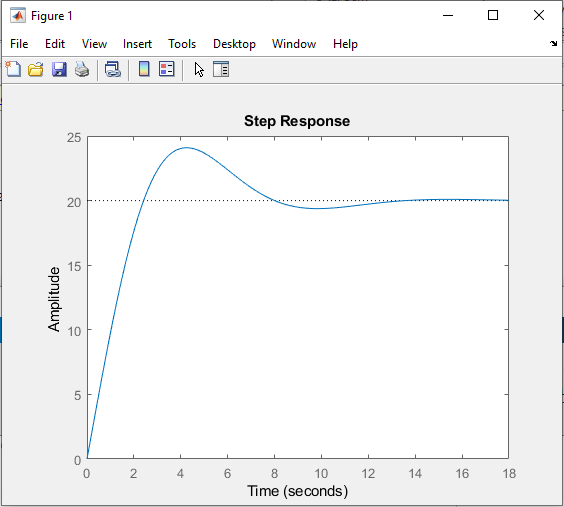 Figure 1
File Edit View Insert Tools Desktop Window Help
Step Response
25
20
15
10
5
0
Amplitude
0 2 4 6 8 10 12 14 16 18
Time (seconds)